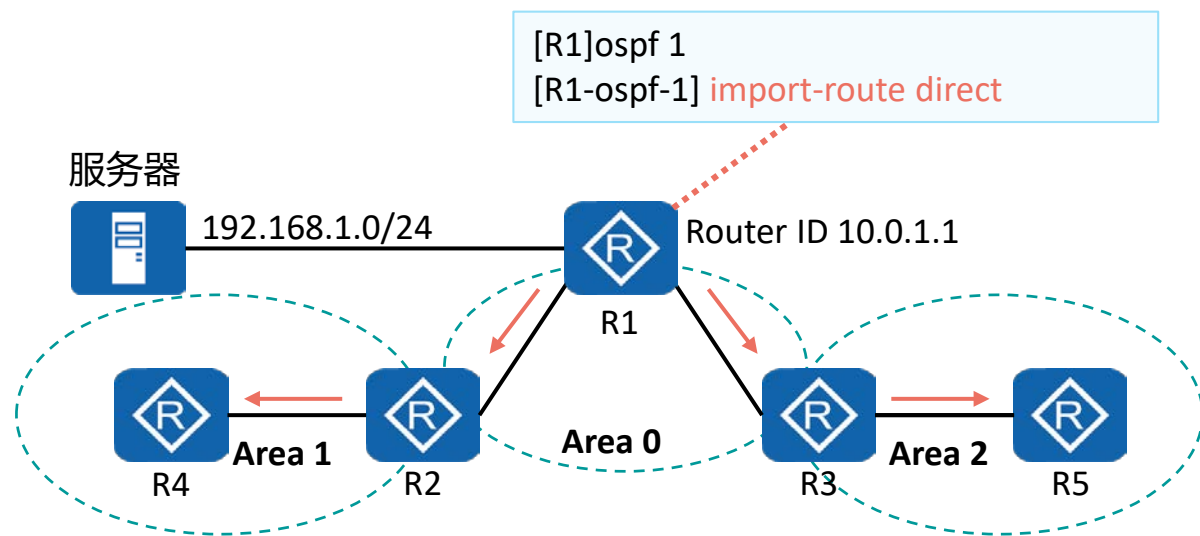 [R1]ospf 1
[R1-ospf-1] import-route direct
服务器
192.168.1.0/24
Router ID 10.0.1.1
R
R1
R
R
R
R
Area 1
Area 0
Area 2
R4
R2
R3
R5